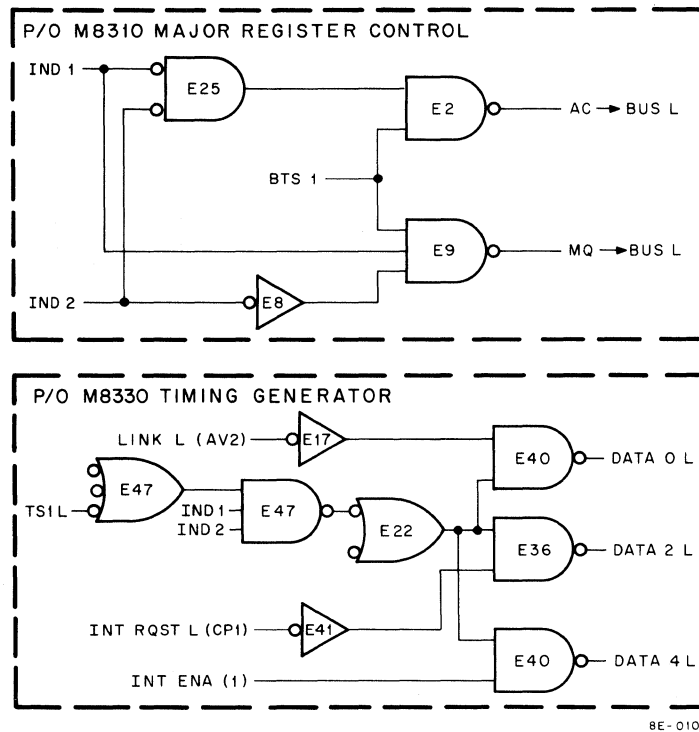 P/O M8310 MAJOR REGISTER CONTROL
IND 1
E25
E2
AC → BUS L
BTS 1
E9
MQ → BUS L
IND 2
E8
P/O M8330 TIMING GENERATOR
LINK L (AV2)
E17
E40
DATA 0 L
E47
TS1 L
IND 1
E47
IND 2
E22
E36
DATA 2 L
INT RQST L (CP1)
E41
E40
DATA 4 L
INT ENA (1)
8E-010